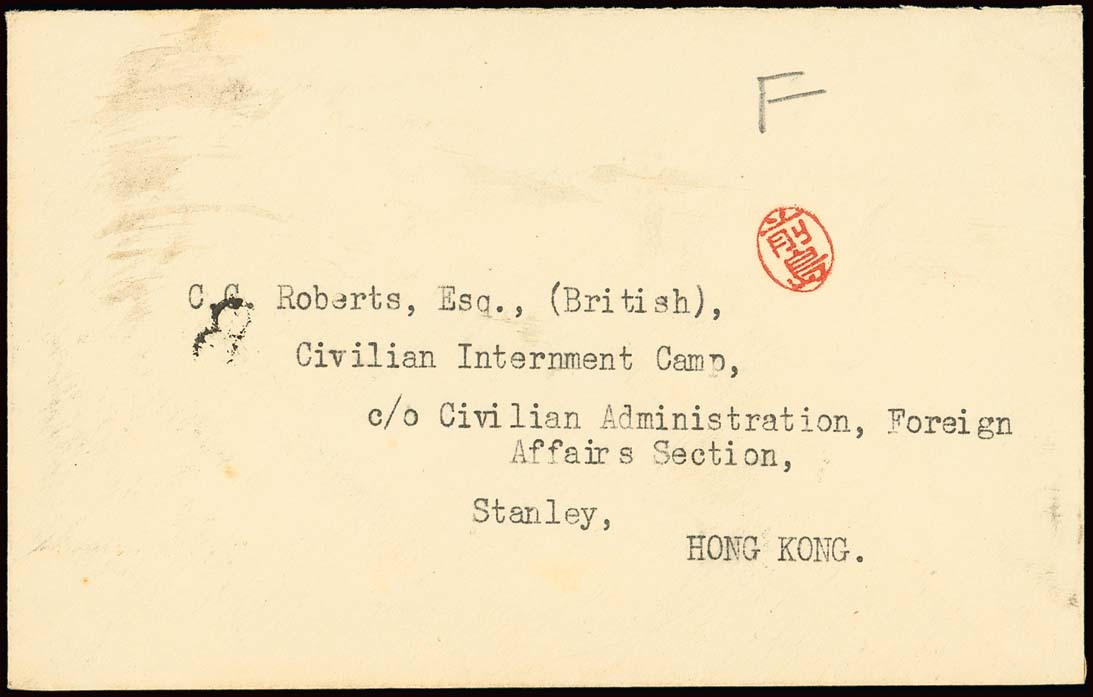 F
C.C. Roberts, Esq., (British),
Civilian Internment Camp,
c/o Civilian Administration, Foreign
Affairs Section,
Stanley,
HONG KONG.